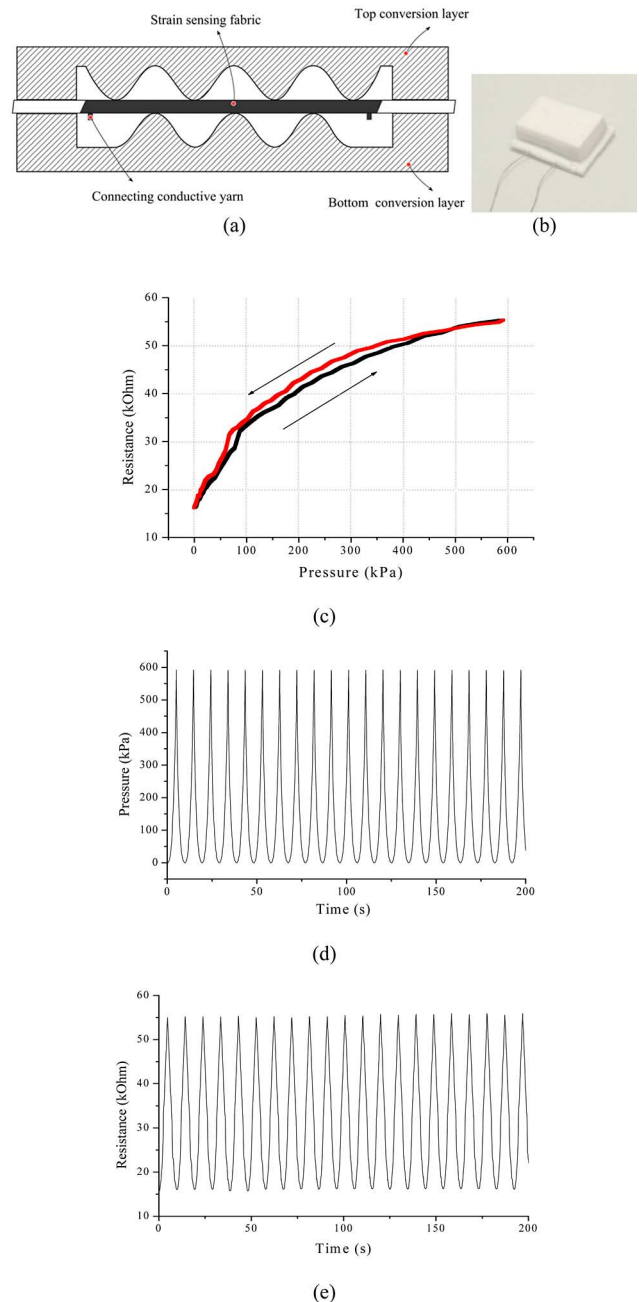 Strain sensing fabric
Top conversion layer
Connecting conductive yarn
Bottom conversion layer
(a)
(b)
60
50
40
30
20
10
Resistance (kOhm)
0
100
200
300
400
500
600
Pressure (kPa)
(c)
600
500
400
300
200
100
0
Pressure (kPa)
0
50
100
150
200
Time (s)
(d)
60
50
40
30
20
10
Resistance (kOhm)
0
50
100
150
200
Time (s)
(e)